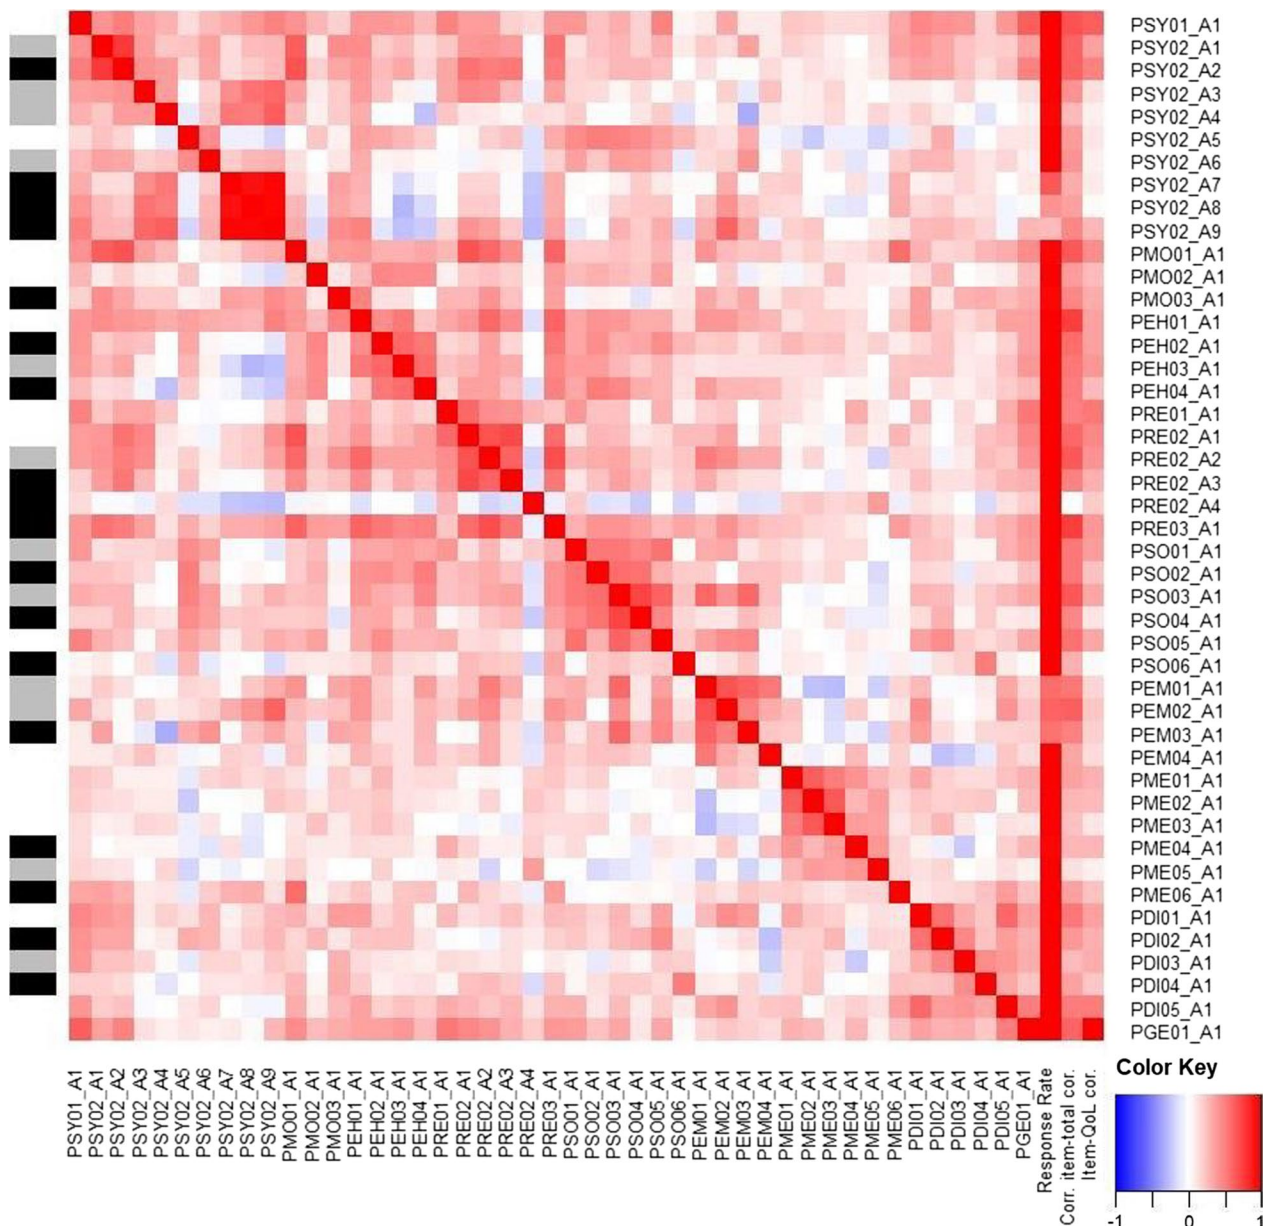 PSY01_A1
PSY02_A1
PSY02_A2
PSY02_A3
PSY02_A4
PSY02_A5
PSY02_A6
PSY02_A7
PSY02_A8
PSY02_A9
PMO01_A1
PMO02_A1
PMO03_A1
PEH01_A1
PEH02_A1
PEH03_A1
PEH04_A1
PRE01_A1
PRE02_A1
PRE02_A2
PRE02_A3
PRE02_A4
PRE03_A1
PSO01_A1
PSO02_A1
PSO03_A1
PSO04_A1
PSO05_A1
PSO06_A1
PEM01_A1
PEM02_A1
PEM03_A1
PEM04_A1
PME01_A1
PME02_A1
PME03_A1
PME04_A1
PME05_A1
PME06_A1
PDI01_A1
PDI02_A1
PDI03_A1
PDI04_A1
PDI05_A1
PGE01_A1
PSY01_A1
PSY02_A1
PSY02_A2
PSY02_A3
PSY02_A4
PSY02_A5
PSY02_A6
PSY02_A7
PSY02_A8
PSY02_A9
PMO01_A1
PMO02_A1
PMO03_A1
PEH01_A1
PEH02_A1
PEH03_A1
PEH04_A1
PRE01_A1
PRE02_A1
PRE02_A2
PRE02_A3
PRE02_A4
PRE03_A1
PSO01_A1
PSO02_A1
PSO03_A1
PSO04_A1
PSO05_A1
PSO06_A1
PEM01_A1
PEM02_A1
PEM03_A1
PEM04_A1
PME01_A1
PME02_A1
PME03_A1
PME04_A1
PME05_A1
PME06_A1
PDI01_A1
PDI02_A1
PDI03_A1
PDI04_A1
PDI05_A1
PGE01_A1
Response Rate
Corr. item-total cor.
Item-QoL cor.
Color Key
-1 0 1